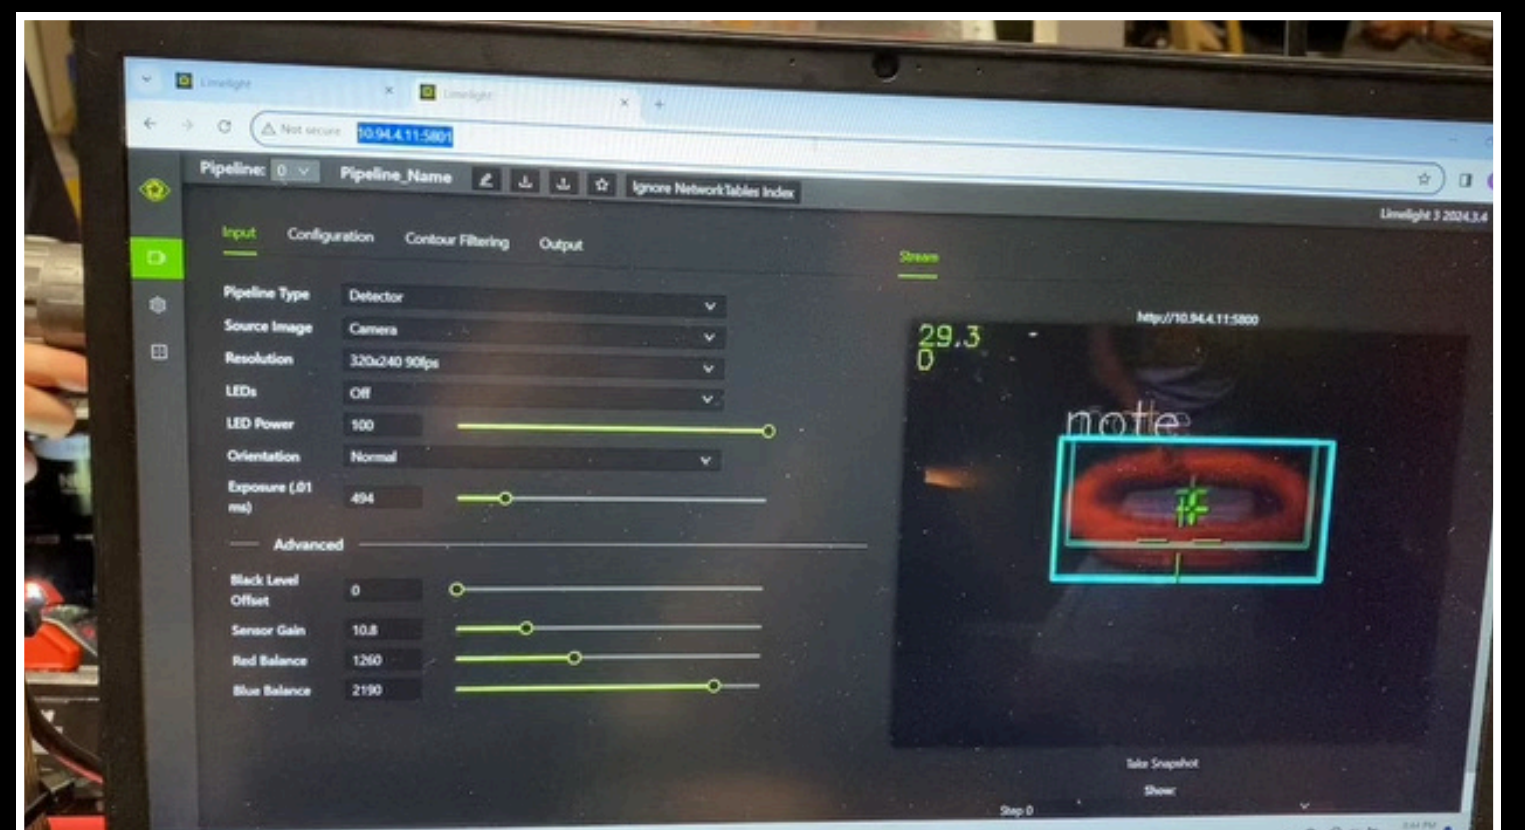 Limelight
Limelight
Not secure 10.94.4.11:5801
Pipeline: 0 Pipeline_Name Ignore NetworkTables Index
Limelight 3 2024.3.4
Input Configuration Contour Filtering Output
Stream
Pipeline Type Detector
Source Image Camera
Resolution 320x240 90fps
LEDs Off
LED Power 100
Orientation Normal
Exposure (.01
ms) 494
Advanced
Black Level
Offset 0
Sensor Gain 10.8
Red Balance 1260
Blue Balance 2190
http://10.94.4.11:5800
29.3
D
note
Take Snapshot
Show:
Step 0